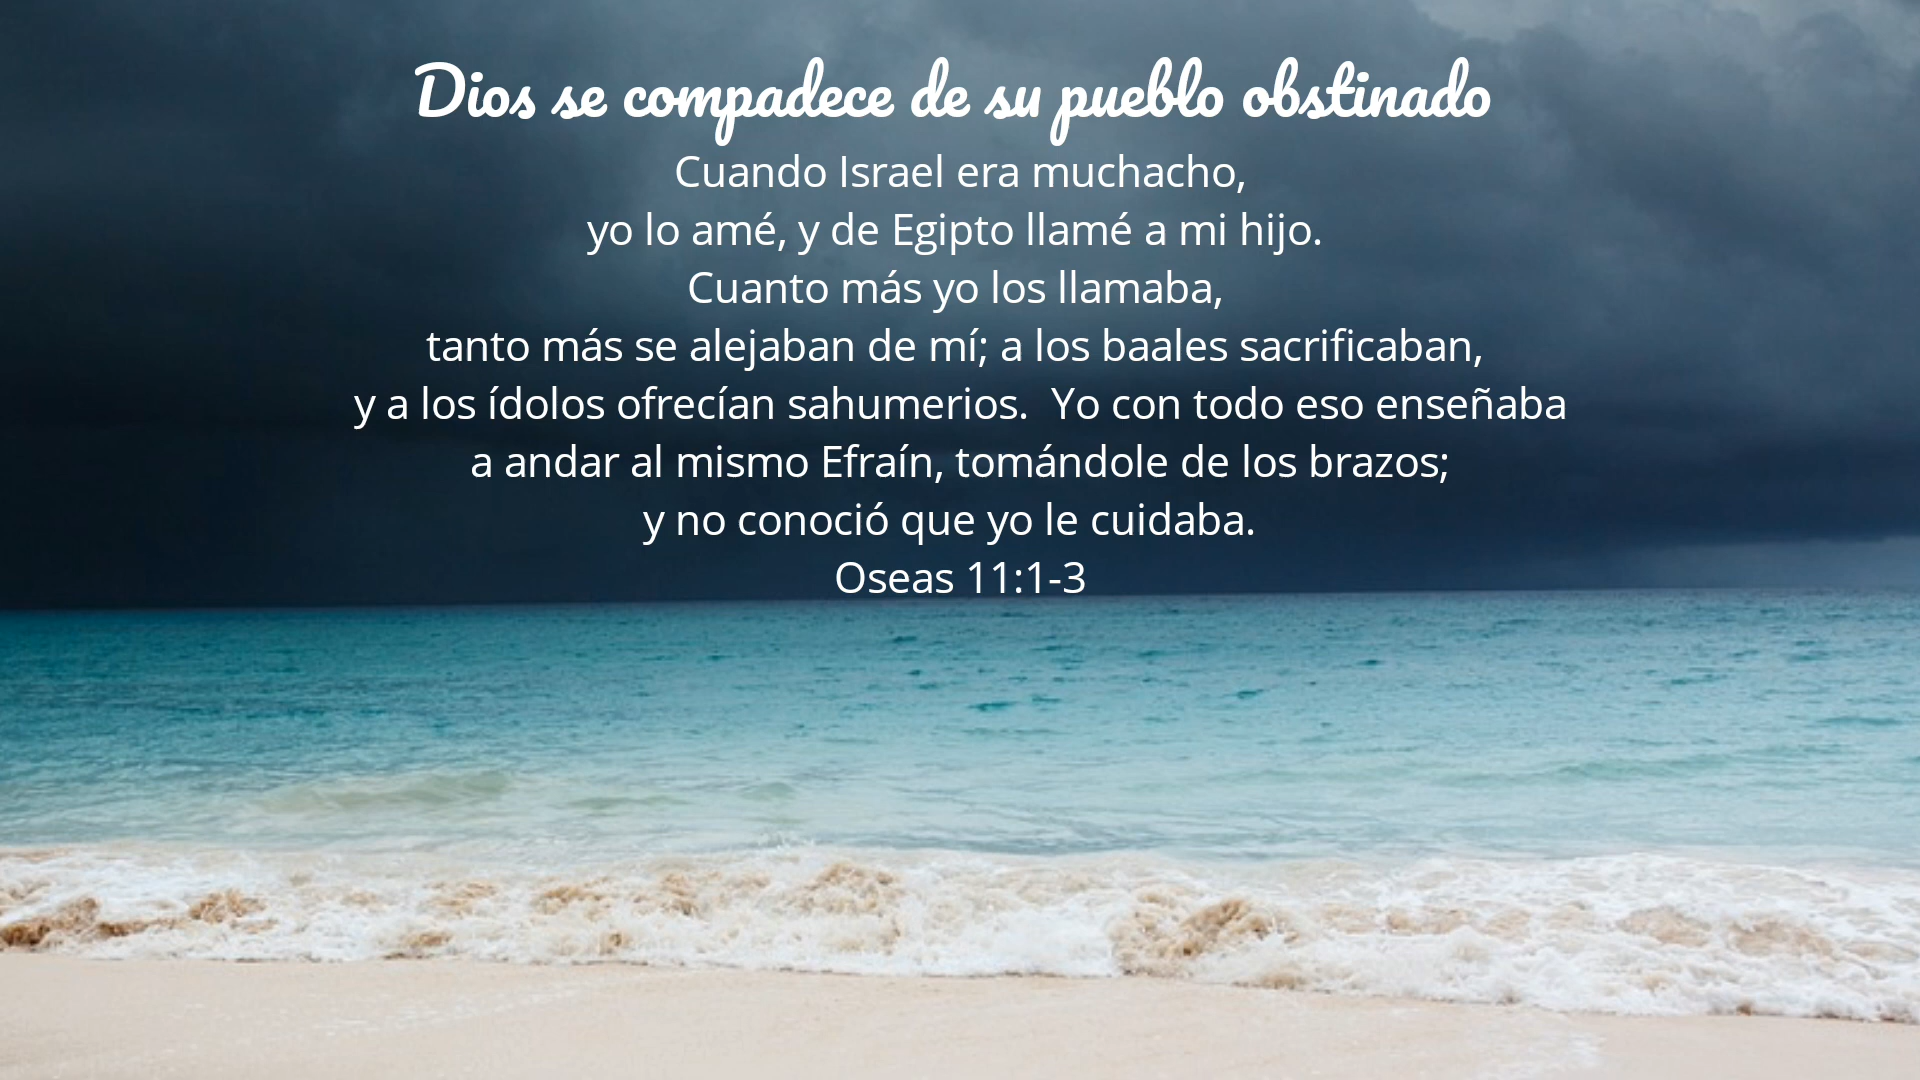 Dios se compadece de su pueblo obstinado
Cuando Israel era muchacho,
yo lo amé, y de Egipto llamé a mi hijo.
Cuanto más yo los llamaba,
tanto más se alejaban de mí; a los baales sacrificaban,
y a los ídolos ofrecían sahumerios.  Yo con todo eso enseñaba
a andar al mismo Efraín, tomándole de los brazos;
y no conoció que yo le cuidaba.
Oseas 11:1-3